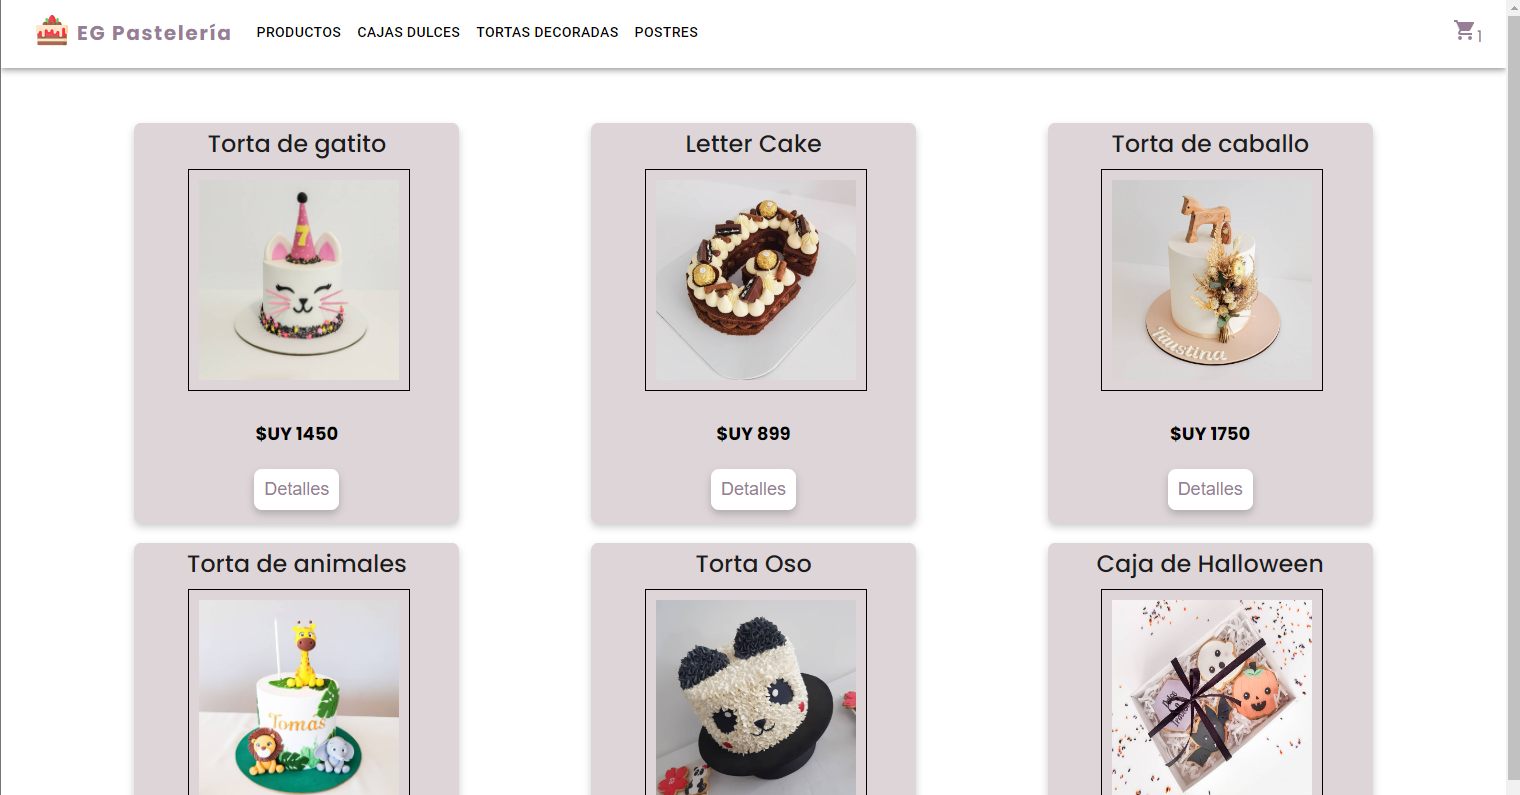 EG Pastelería PRODUCTOS CAJAS DULCES TORTAS DECORADAS POSTRES 1
Torta de gatito Letter Cake Torta de caballo
7
Faustina
$UY 1450 $UY 899 $UY 1750
Detalles Detalles Detalles
Torta de animales Torta Oso Caja de Halloween
Tomás